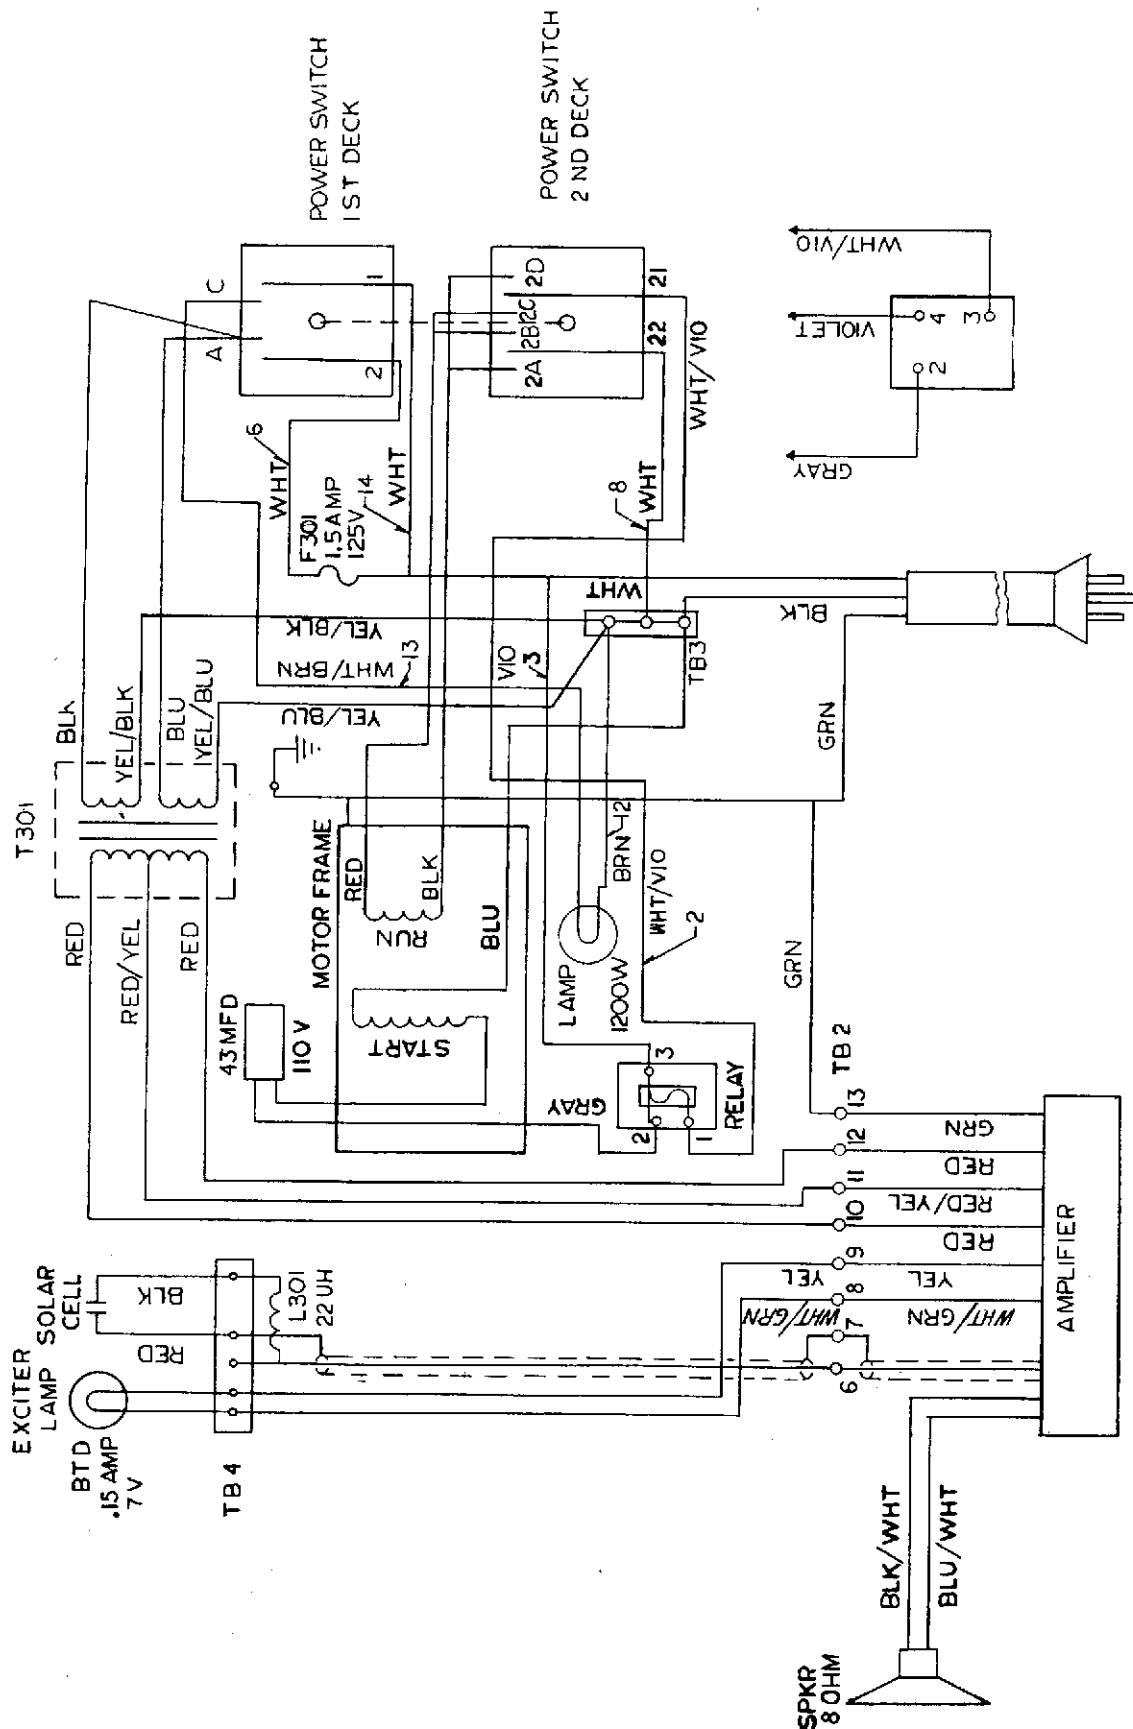 POWER SWITCH
1ST DECK
POWER SWITCH
2 ND DECK
C
A
1
2
2D
2C
2B
2A
21
22
WHT/VIO
VIOLET
GRAY
4
3
2
6
WHT
F301
1.5 AMP
125V
14
WHT
8
WHT
WHT/VIO
WHT
BLK
TB3
YEL/BLK
WHT/BRN
13
YEL/BLU
VIO
3
GRN
BLK
YEL/BLK
BLU
YEL/BLU
T301
RED
RED/YEL
RED
MOTOR FRAME
RED
RUN
BLK
BLU
START
43 MFD
110 V
GRAY
LAMP
1200W
BRN
12
WHT/VIO
2
3
2
1
RELAY
GRN
TB2
13
12
11
10
9
8
7
6
GRN
RED
RED/YEL
RED
YEL
YEL
WHT/GRN
WHT/GRN
AMPLIFIER
SOLAR
CELL
BLK
RED
L301
22 UH
EXCITER
LAMP
BTD
.15 AMP
7 V
TB 4
BLK/WHT
BLU/WHT
SPKR
8 OHM